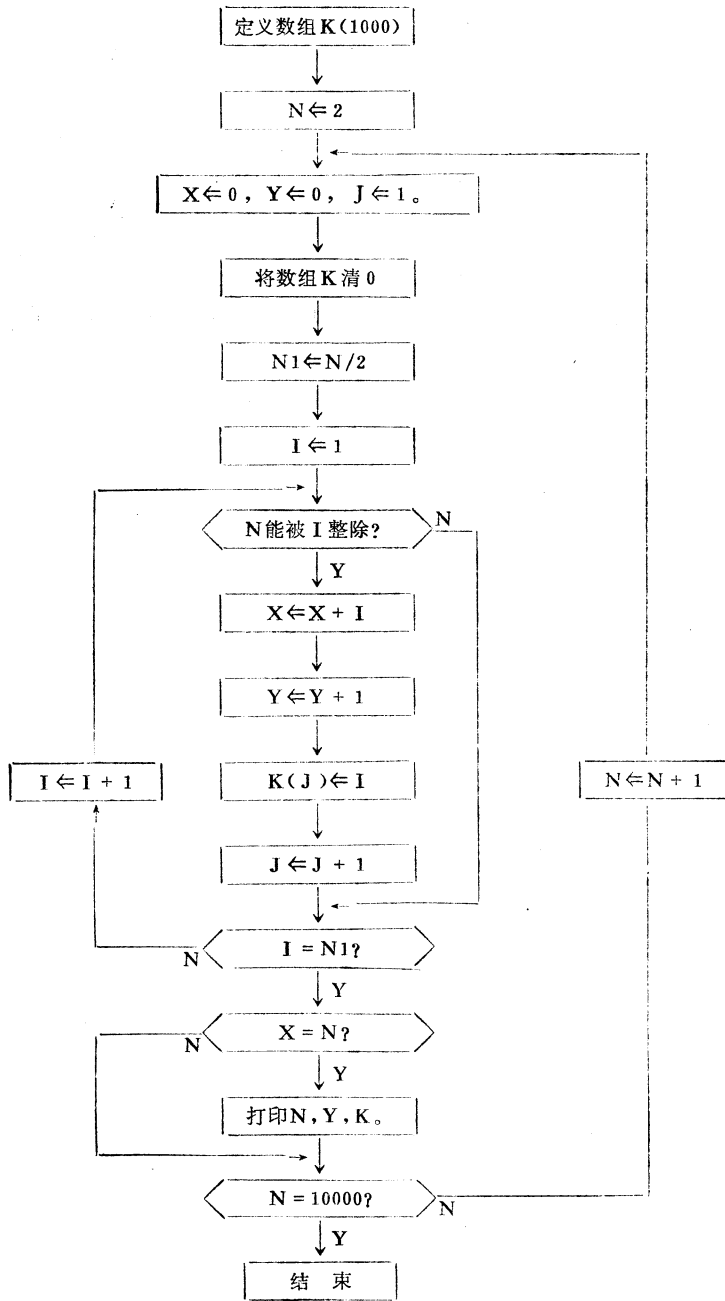 定义数组K(1000)
N⇐2
X⇐0, Y⇐0, J⇐1。
将数组K清0
N1⇐N/2
I⇐1
N能被I整除?
N
Y
X⇐X+I
Y⇐Y+1
I⇐I+1
K(J)⇐I
N⇐N+1
J⇐J+1
I=N1?
N
Y
X=N?
N
Y
打印N,Y,K。
N=10000?
N
Y
结 束